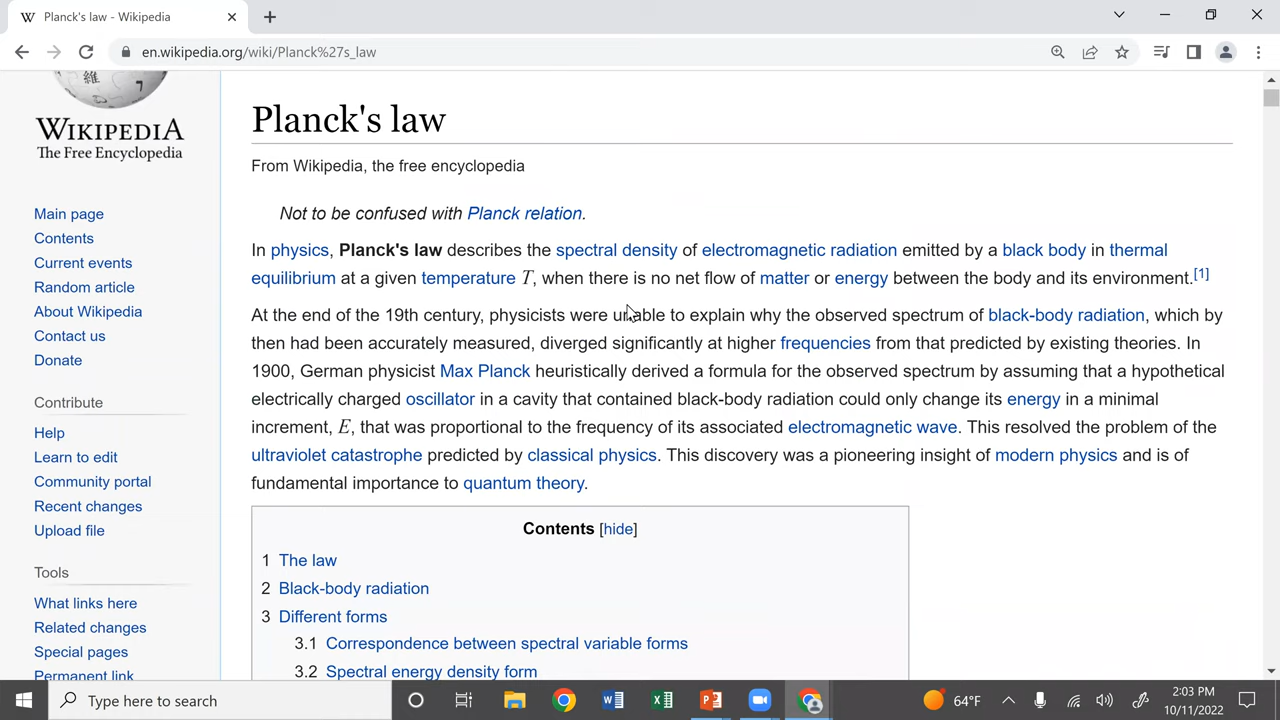 Planck's law - Wikipedia
en.wikipedia.org/wiki/Planck%27s_law
維
WIKIPEDIA
The Free Encyclopedia
Main page
Contents
Current events
Random article
About Wikipedia
Contact us
Donate
Contribute
Help
Learn to edit
Community portal
Recent changes
Upload file
Tools
What links here
Related changes
Special pages
Permanent link
Planck's law
From Wikipedia, the free encyclopedia
Not to be confused with Planck relation.
In physics, Planck's law describes the spectral density of electromagnetic radiation emitted by a black body in thermal
equilibrium at a given temperature T, when there is no net flow of matter or energy between the body and its environment.[1]
At the end of the 19th century, physicists were unable to explain why the observed spectrum of black-body radiation, which by
then had been accurately measured, diverged significantly at higher frequencies from that predicted by existing theories. In
1900, German physicist Max Planck heuristically derived a formula for the observed spectrum by assuming that a hypothetical
electrically charged oscillator in a cavity that contained black-body radiation could only change its energy in a minimal
increment, E, that was proportional to the frequency of its associated electromagnetic wave. This resolved the problem of the
ultraviolet catastrophe predicted by classical physics. This discovery was a pioneering insight of modern physics and is of
fundamental importance to quantum theory.
Contents [hide]
1 The law
2 Black-body radiation
3 Different forms
3.1 Correspondence between spectral variable forms
3.2 Spectral energy density form
Type here to search
64°F
2:03 PM
10/11/2022